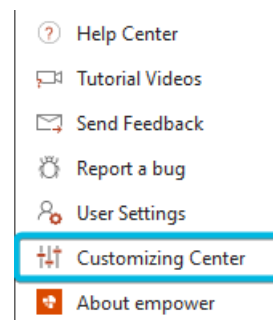 Help Center
Tutorial Videos
Send Feedback
Report a bug
User Settings
Customizing Center
About empower